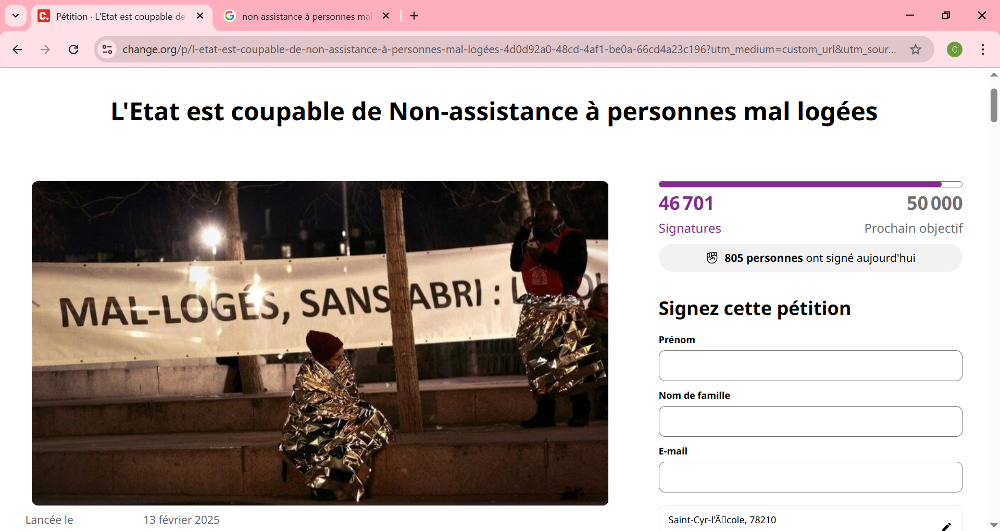 Pétition · L'Etat est coupable de
non assistance à personnes mal
change.org/p/l-etat-est-coupable-de-non-assistance-à-personnes-mal-logées-4d0d92a0-48cd-4af1-be0a-66cd4a23c196?utm_medium=custom_url&utm_sour...
C
L'Etat est coupable de Non-assistance à personnes mal logées
MAL-LOGÉS, SANS ABRI :
46 701
50 000
Signatures
Prochain objectif
805 personnes ont signé aujourd'hui
Signez cette pétition
Prénom
Nom de famille
E-mail
Saint-Cyr-l'Ã▯cole, 78210
Lancée le
13 février 2025